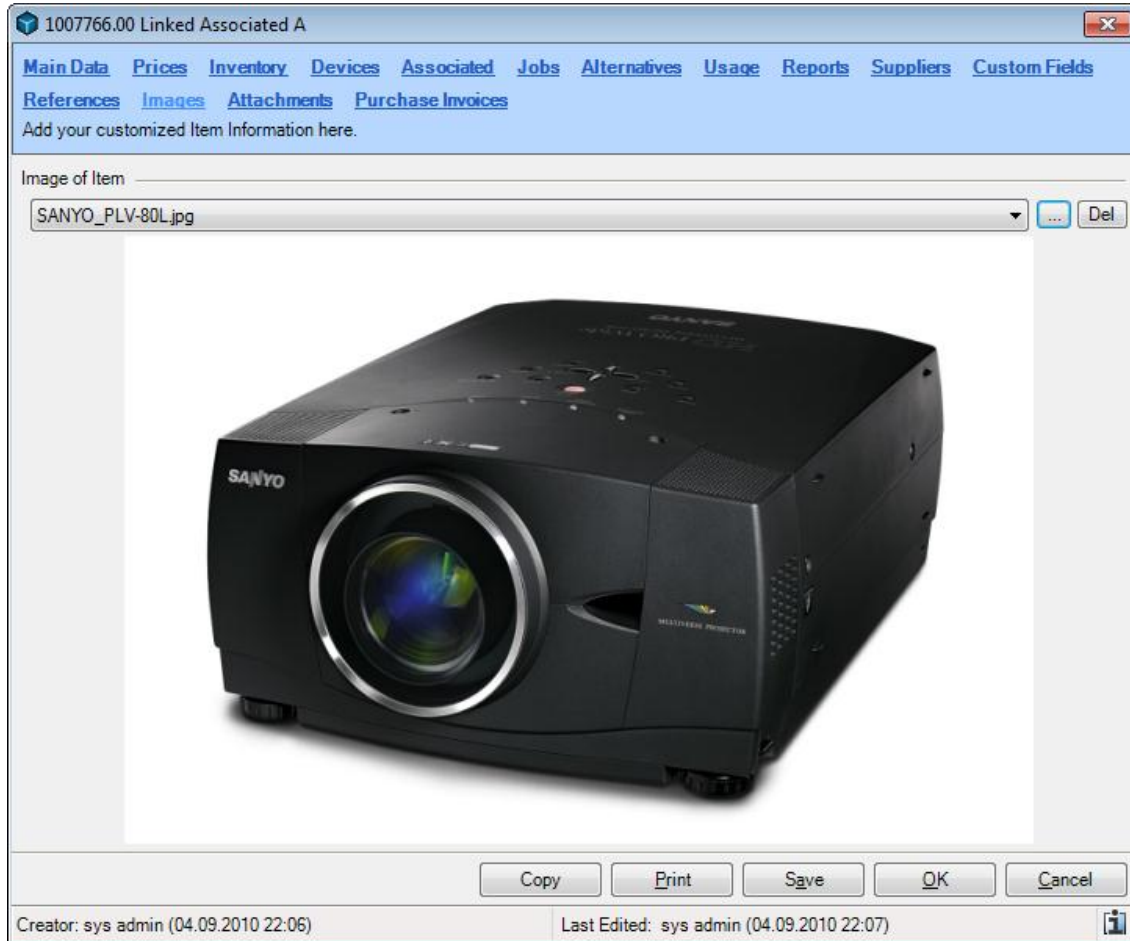 1007766.00 Linked Associated A
Main Data Prices Inventory Devices Associated Jobs Alternatives Usage Reports Suppliers Custom Fields
References Images Attachments Purchase Invoices
Add your customized Item Information here.
Image of Item
SANYO_PLV-80L.jpg ... Del
SANYO
SANYO
MULTIVERSE PROJECTOR
Copy Print Save OK Cancel
Creator: sys admin (04.09.2010 22:06) Last Edited: sys admin (04.09.2010 22:07)